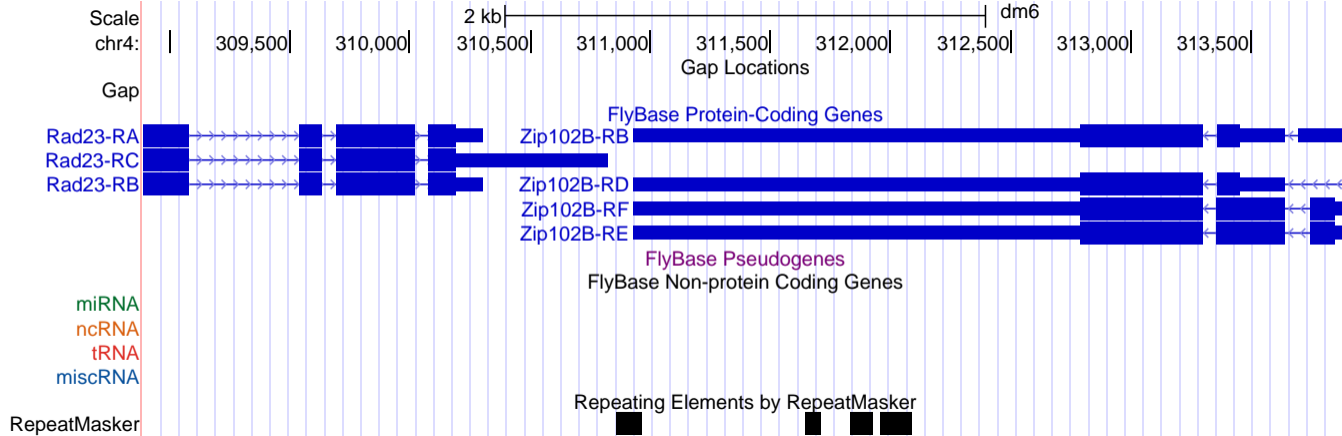 Scale 2 kb dm6
chr4: 309,500 310,000 310,500 311,000 311,500 312,000 312,500 313,000 313,500
Gap Locations
Gap
FlyBase Protein-Coding Genes
Rad23-RA Zip102B-RB
Rad23-RC
Rad23-RB Zip102B-RD
Zip102B-RF
Zip102B-RE
FlyBase Pseudogenes
FlyBase Non-protein Coding Genes
miRNA
ncRNA
tRNA
miscRNA
Repeating Elements by RepeatMasker
RepeatMasker